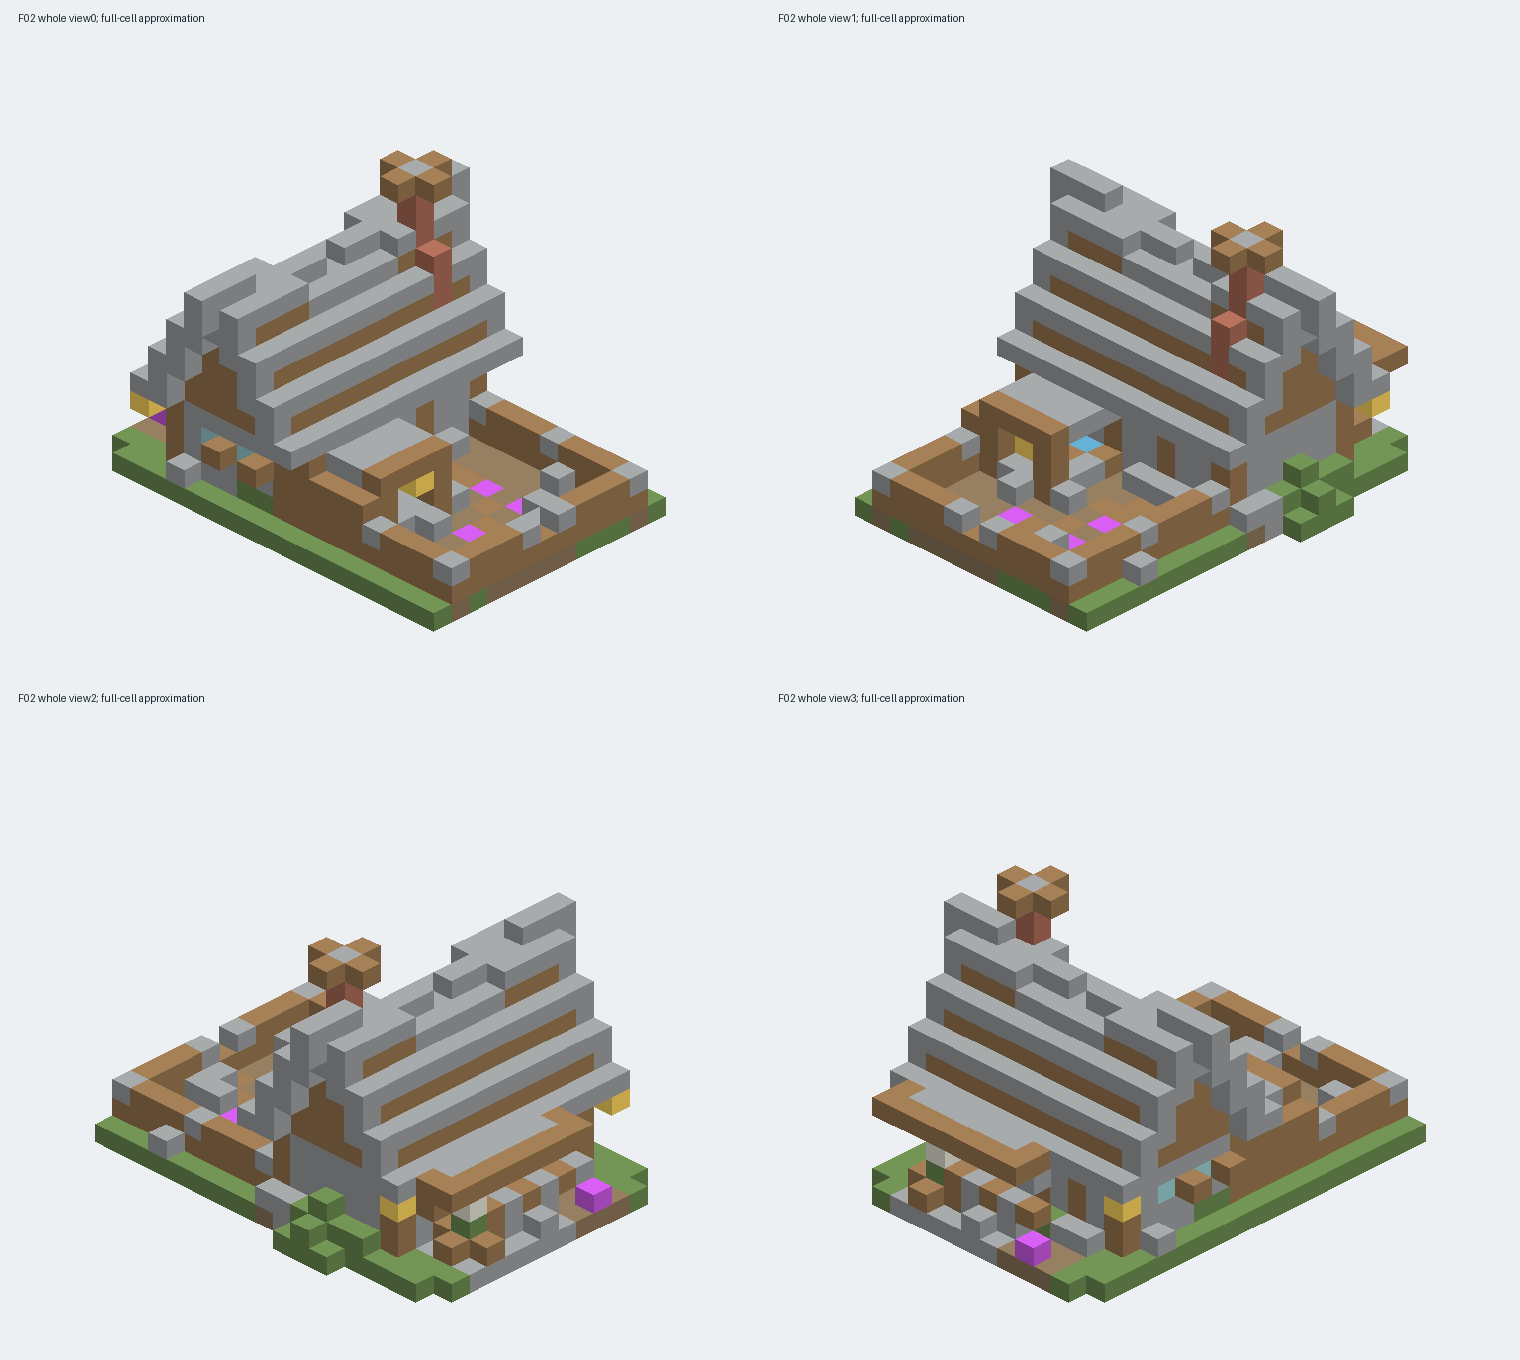 F02 whole view0; full-cell approximation
F02 whole view1; full-cell approximation
F02 whole view2; full-cell approximation
F02 whole view3; full-cell approximation